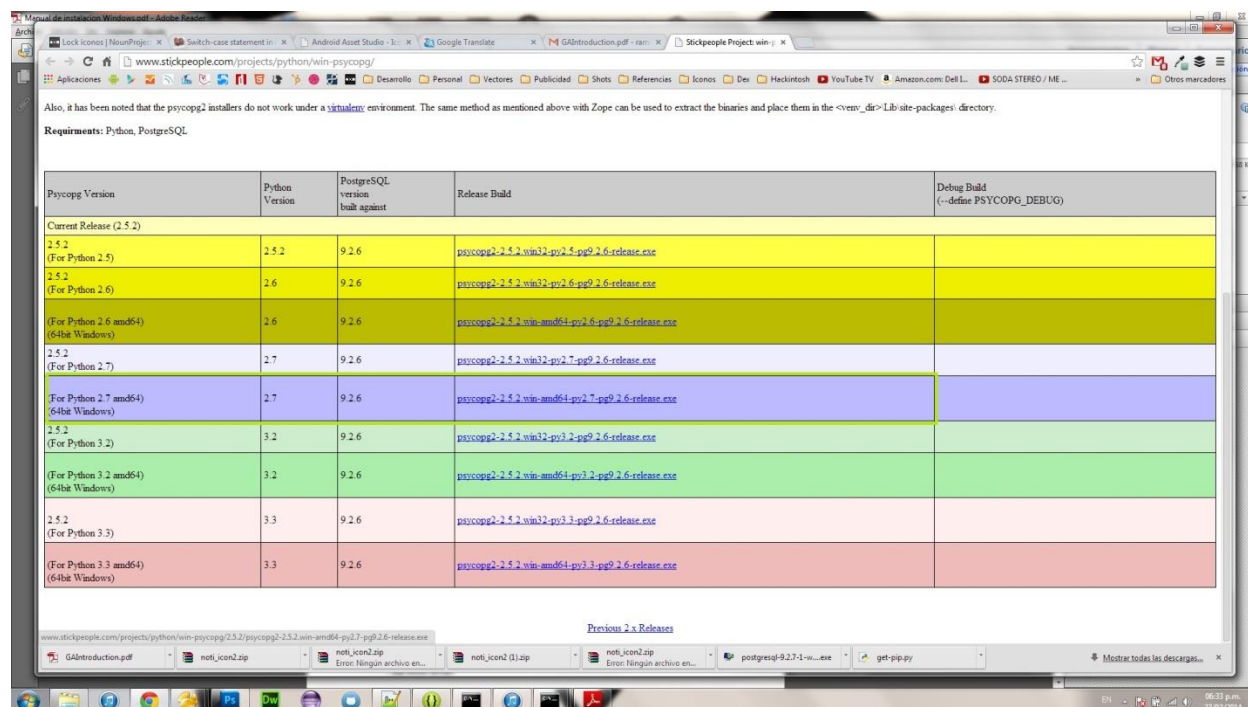 Manual de instalacion Windows.pdf - Adobe Reader
Lock iconos | NounProjec
Switch-case statement in
Android Asset Studio - Ic
Google Translate
GAIntroduction.pdf - ram
Stickpeople Project: win-p
www.stickpeople.com/projects/python/win-psycopg/
Aplicaciones
Desarrollo
Personal
Vectores
Publicidad
Shots
Referencias
Iconos
Dex
Hackintosh
YouTube TV
Amazon.com: Dell L...
SODA STEREO / ME ...
Otros marcadores
Also, it has been noted that the psycopg2 installers do not work under a virtualenv environment. The same method as mentioned above with Zope can be used to extract the binaries and place them in the <venv_dir>\Lib\site-packages\ directory.
Requirments: Python, PostgreSQL
Psycopg Version
Python
Version
PostgreSQL
version
built against
Release Build
Debug Build
(--define PSYCOPG_DEBUG)
Current Release (2.5.2)
2.5.2
(For Python 2.5)
2.5.2
9.2.6
psycopg2-2.5.2.win32-py2.5-pg9.2.6-release.exe
2.5.2
(For Python 2.6)
2.6
9.2.6
psycopg2-2.5.2.win32-py2.6-pg9.2.6-release.exe
(For Python 2.6 amd64)
(64bit Windows)
2.6
9.2.6
psycopg2-2.5.2.win-amd64-py2.6-pg9.2.6-release.exe
2.5.2
(For Python 2.7)
2.7
9.2.6
psycopg2-2.5.2.win32-py2.7-pg9.2.6-release.exe
(For Python 2.7 amd64)
(64bit Windows)
2.7
9.2.6
psycopg2-2.5.2.win-amd64-py2.7-pg9.2.6-release.exe
2.5.2
(For Python 3.2)
3.2
9.2.6
psycopg2-2.5.2.win32-py3.2-pg9.2.6-release.exe
(For Python 3.2 amd64)
(64bit Windows)
3.2
9.2.6
psycopg2-2.5.2.win-amd64-py3.2-pg9.2.6-release.exe
2.5.2
(For Python 3.3)
3.3
9.2.6
psycopg2-2.5.2.win32-py3.3-pg9.2.6-release.exe
(For Python 3.3 amd64)
(64bit Windows)
3.3
9.2.6
psycopg2-2.5.2.win-amd64-py3.3-pg9.2.6-release.exe
Previous 2.x Releases
www.stickpeople.com/projects/python/win-psycopg/2.5.2/psycopg2-2.5.2.win-amd64-py2.7-pg9.2.6-release.exe
GAIntroduction.pdf
noti_icon2.zip
noti_icon2.zip
Error: Ningún archivo en...
noti_icon2 (1).zip
noti_icon2.zip
Error: Ningún archivo en...
postgresql-9.2.7-1-w....exe
get-pip.py
Mostrar todas las descargas...
Ps
Dw
EN
06:33 p.m.